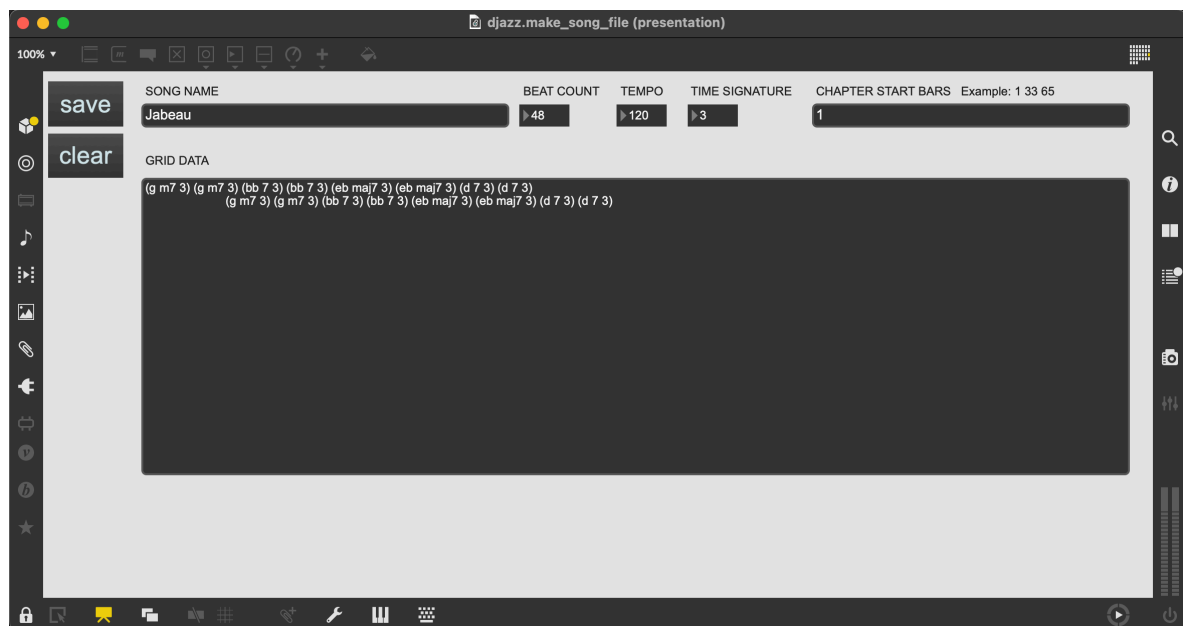 djazz.make_song_file (presentation)
100%
save
SONG NAME
BEAT COUNT
TEMPO
TIME SIGNATURE
CHAPTER START BARS Example: 1 33 65
Jabeau
48
120
3
1
clear
GRID DATA
(g m7 3) (g m7 3) (bb 7 3) (bb 7 3) (eb maj7 3) (eb maj7 3) (d 7 3) (d 7 3)
(g m7 3) (g m7 3) (bb 7 3) (bb 7 3) (eb maj7 3) (eb maj7 3) (d 7 3) (d 7 3)